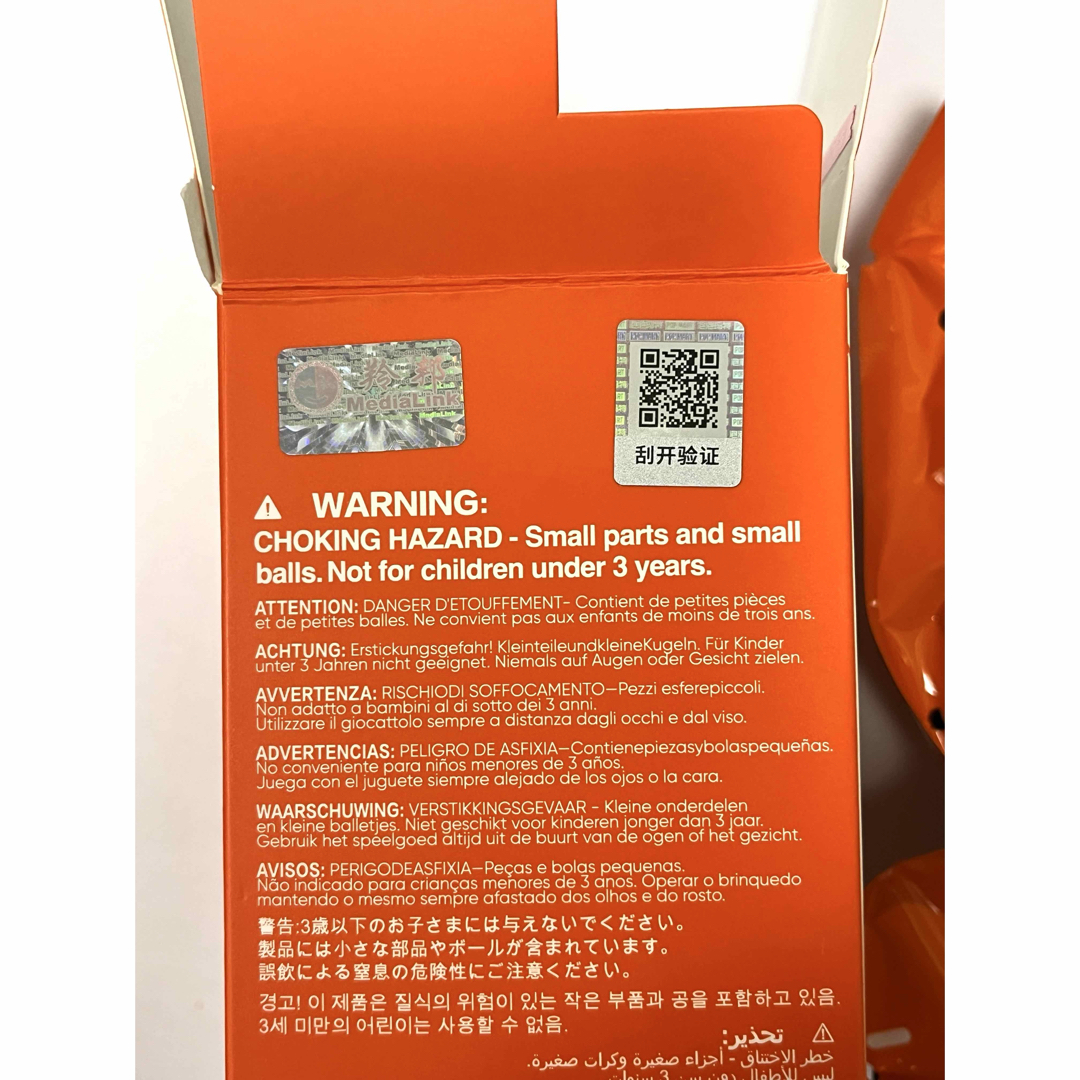 羚邦
MediaLink
MediaLink
刮开验证
⚠ WARNING:
CHOKING HAZARD - Small parts and small
balls. Not for children under 3 years.
ATTENTION: DANGER D'ETOUFFEMENT- Contient de petites pièces
et de petites balles. Ne convient pas aux enfants de moins de trois ans.
ACHTUNG: Erstickungsgefahr! KleinteileundkleineKugeln. Für Kinder
unter 3 Jahren nicht geeignet. Niemals auf Augen oder Gesicht zielen.
AVVERTENZA: RISCHIODI SOFFOCAMENTO—Pezzi esferepiccoli.
Non adatto a bambini al di sotto dei 3 anni.
Utilizzare il giocattolo sempre a distanza dagli occhi e dal viso.
ADVERTENCIAS: PELIGRO DE ASFIXIA—Contienepiezasybolaspequeñas.
No conveniente para niños menores de 3 años.
Juega con el juguete siempre alejado de los ojos o la cara.
WAARSCHUWING: VERSTIKKINGSGEVAAR - Kleine onderdelen
en kleine balletjes. Niet geschikt voor kinderen jonger dan 3 jaar.
Gebruik het speelgoed altijd uit de buurt van de ogen of het gezicht.
AVISOS: PERIGODEASFIXIA—Peças e bolas pequenas.
Não indicado para crianças menores de 3 anos. Operar o brinquedo
mantendo o mesmo sempre afastado dos olhos e do rosto.
警告:3歳以下のお子さまには与えないでください。
製品には小さな部品やボールが含まれています。
誤飲による窒息の危険性にご注意ください。
경고! 이 제품은 질식의 위험이 있는 작은 부품과 공을 포함하고 있음.
3세 미만의 어린이는 사용할 수 없음.
⚠ تحذير:
خطر الاختناق - أجزاء صغيرة وكرات صغيرة.
ليس للأطفال دون سن 3 سنوات